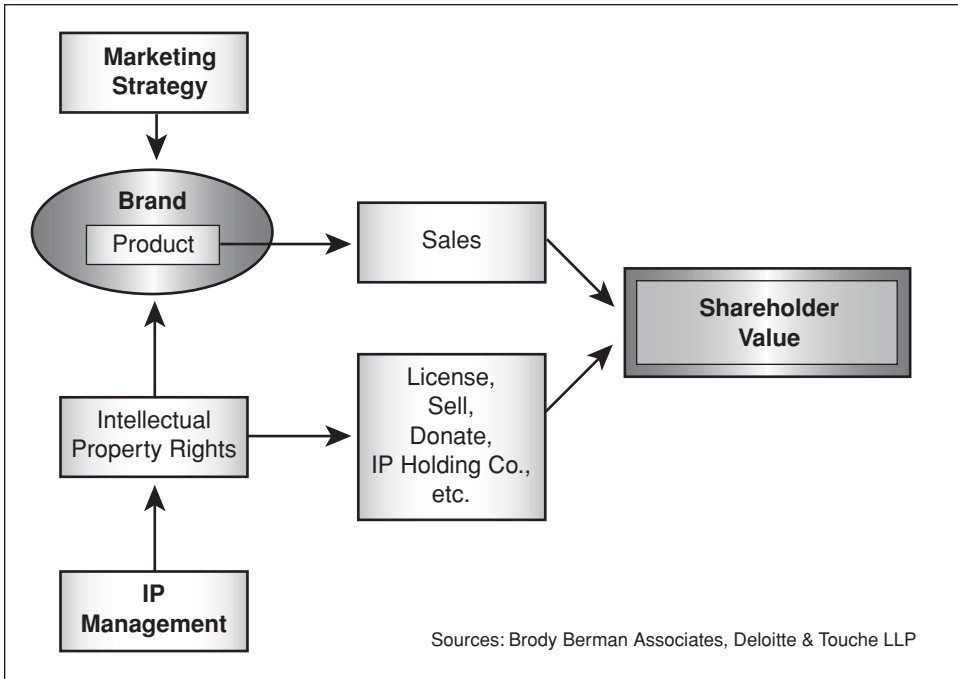 Marketing
Strategy
Brand
Product
Sales
Shareholder
Value
Intellectual
Property Rights
License,
Sell,
Donate,
IP Holding Co.,
etc.
IP
Management
Sources: Brody Berman Associates, Deloitte & Touche LLP